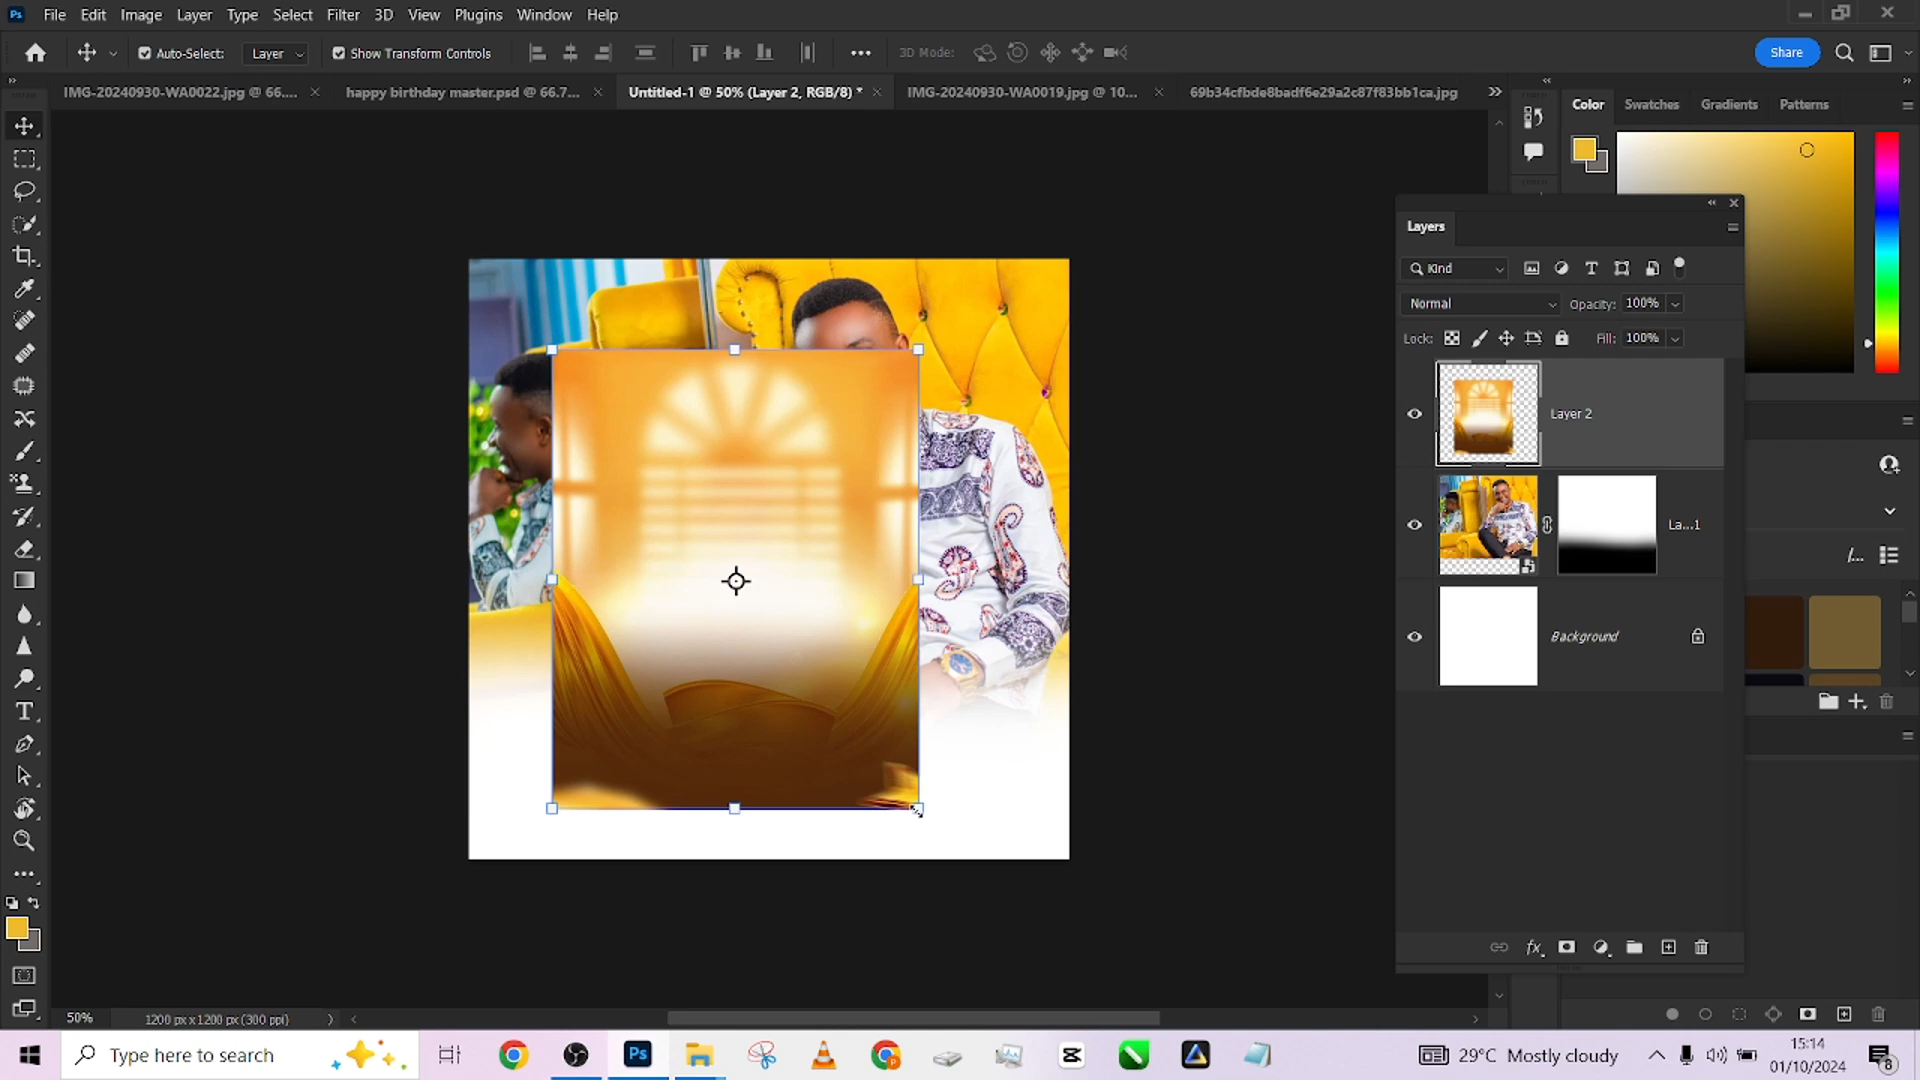 Ps File Edit Image Layer Type Select Filter 3D View Plugins Window Help
Auto-Select: Layer Show Transform Controls 3D Mode: Share
IMG-20240930-WA0022.jpg @ 66.... happy birthday master.psd @ 66.7... Untitled-1 @ 50% (Layer 2, RGB/8) * IMG-20240930-WA0019.jpg @ 10... 69b34cfbde8badf6e29a2c87f83bb1ca.jpg
Color Swatches Gradients Patterns
Layers
Kind
Normal Opacity: 100%
Lock: Fill: 100%
Layer 2
La...1
Background
/...
fx
50% 1200 px x 1200 px (300 ppi)
Type here to search Ps 29°C Mostly cloudy
15:14
01/10/2024
8